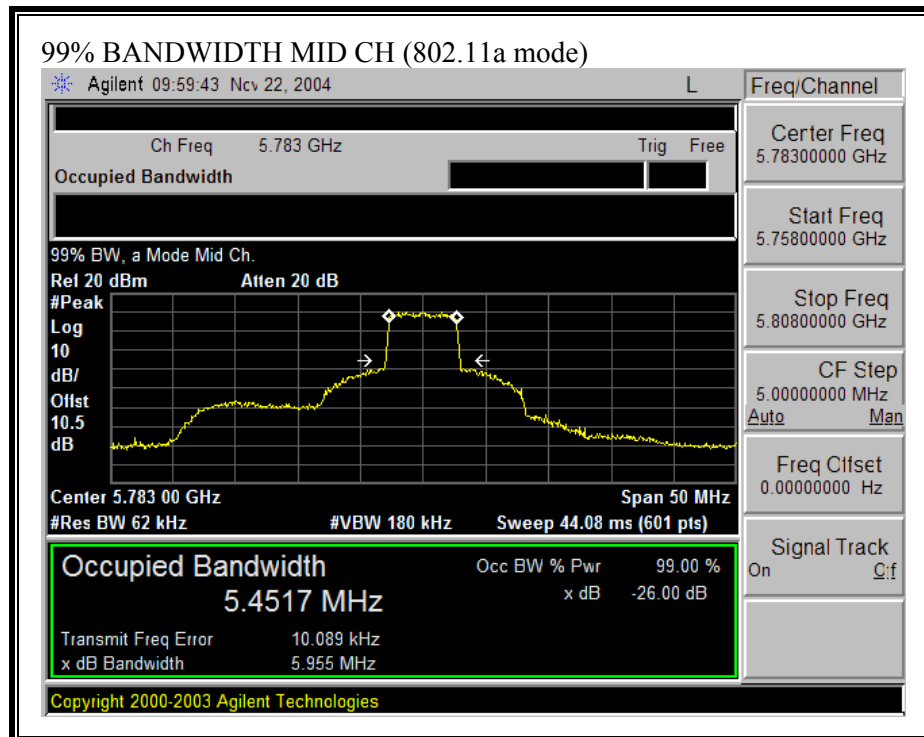 99% BANDWIDTH MID CH (802.11a mode)
Agilent 09:59:43 Nov 22, 2004 L
Freq/Channel
Ch Freq 5.783 GHz Trig Free
Occupied Bandwidth
Center Freq
5.78300000 GHz
Start Freq
5.75800000 GHz
Stop Freq
5.80800000 GHz
CF Step
5.00000000 MHz
Auto Man
Freq Offset
0.00000000 Hz
Signal Track
On Off
99% BW, a Mode Mid Ch.
Ref 20 dBm Atten 20 dB
#Peak
Log
10
dB/
Offst
10.5
dB
Center 5.783 00 GHz Span 50 MHz
#Res BW 62 kHz #VBW 180 kHz Sweep 44.08 ms (601 pts)
Occupied Bandwidth
5.4517 MHz
Occ BW % Pwr 99.00 %
x dB -26.00 dB
Transmit Freq Error 10.089 kHz
x dB Bandwidth 5.955 MHz
Copyright 2000-2003 Agilent Technologies